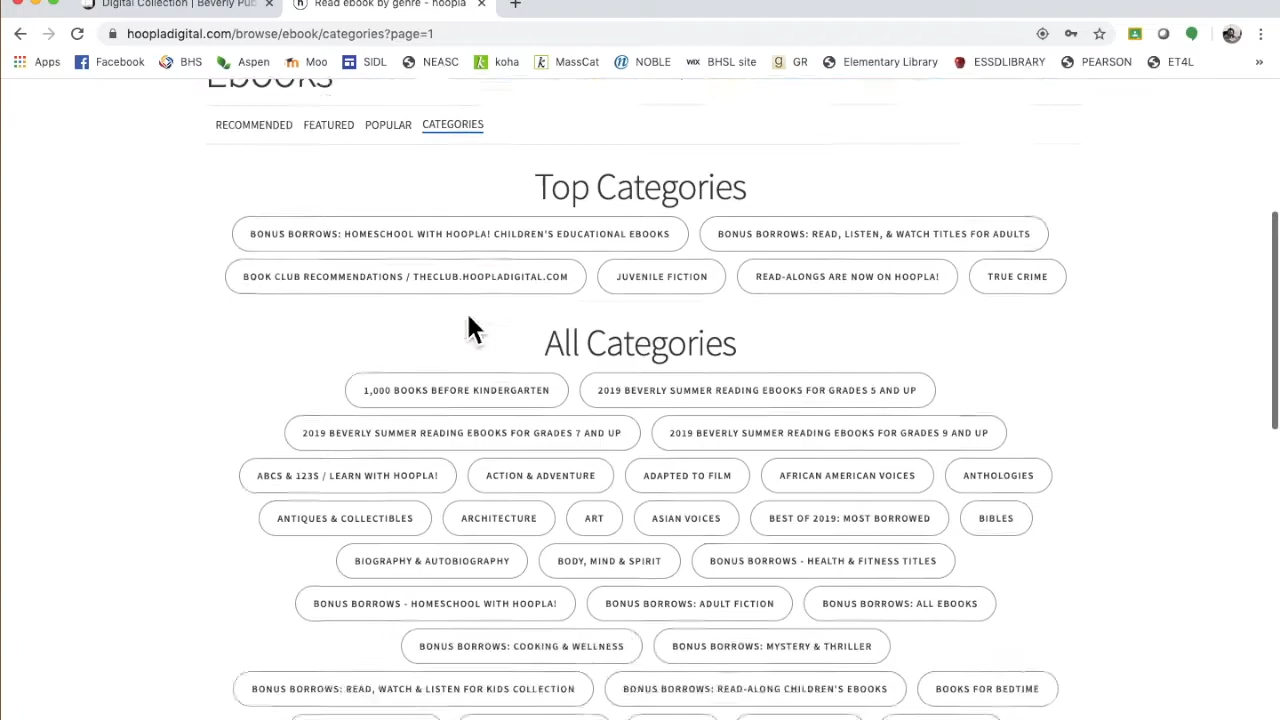 Digital Collection | Beverly Pub
Read ebook by genre - hoopla
hoopladigital.com/browse/ebook/categories?page=1
Apps Facebook BHS Aspen Moo SIDL NEASC koha MassCat NOBLE WIX BHSL site GR Elementary Library ESSDLIBRARY PEARSON ET4L »
Ebooks
RECOMMENDED FEATURED POPULAR CATEGORIES
Top Categories
BONUS BORROWS: HOMESCHOOL WITH HOOPLA! CHILDREN'S EDUCATIONAL EBOOKS BONUS BORROWS: READ, LISTEN, & WATCH TITLES FOR ADULTS
BOOK CLUB RECOMMENDATIONS / THECLUB.HOOPLADIGITAL.COM JUVENILE FICTION READ-ALONGS ARE NOW ON HOOPLA! TRUE CRIME
All Categories
1,000 BOOKS BEFORE KINDERGARTEN 2019 BEVERLY SUMMER READING EBOOKS FOR GRADES 5 AND UP
2019 BEVERLY SUMMER READING EBOOKS FOR GRADES 7 AND UP 2019 BEVERLY SUMMER READING EBOOKS FOR GRADES 9 AND UP
ABCS & 123S / LEARN WITH HOOPLA! ACTION & ADVENTURE ADAPTED TO FILM AFRICAN AMERICAN VOICES ANTHOLOGIES
ANTIQUES & COLLECTIBLES ARCHITECTURE ART ASIAN VOICES BEST OF 2019: MOST BORROWED BIBLES
BIOGRAPHY & AUTOBIOGRAPHY BODY, MIND & SPIRIT BONUS BORROWS - HEALTH & FITNESS TITLES
BONUS BORROWS - HOMESCHOOL WITH HOOPLA! BONUS BORROWS: ADULT FICTION BONUS BORROWS: ALL EBOOKS
BONUS BORROWS: COOKING & WELLNESS BONUS BORROWS: MYSTERY & THRILLER
BONUS BORROWS: READ, WATCH & LISTEN FOR KIDS COLLECTION BONUS BORROWS: READ-ALONG CHILDREN'S EBOOKS BOOKS FOR BEDTIME